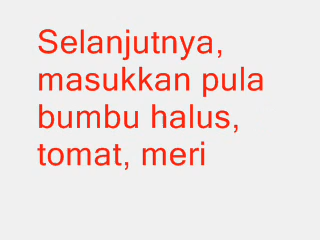 Selanjutnya,
masukkan pula
bumbu halus,
tomat, meri